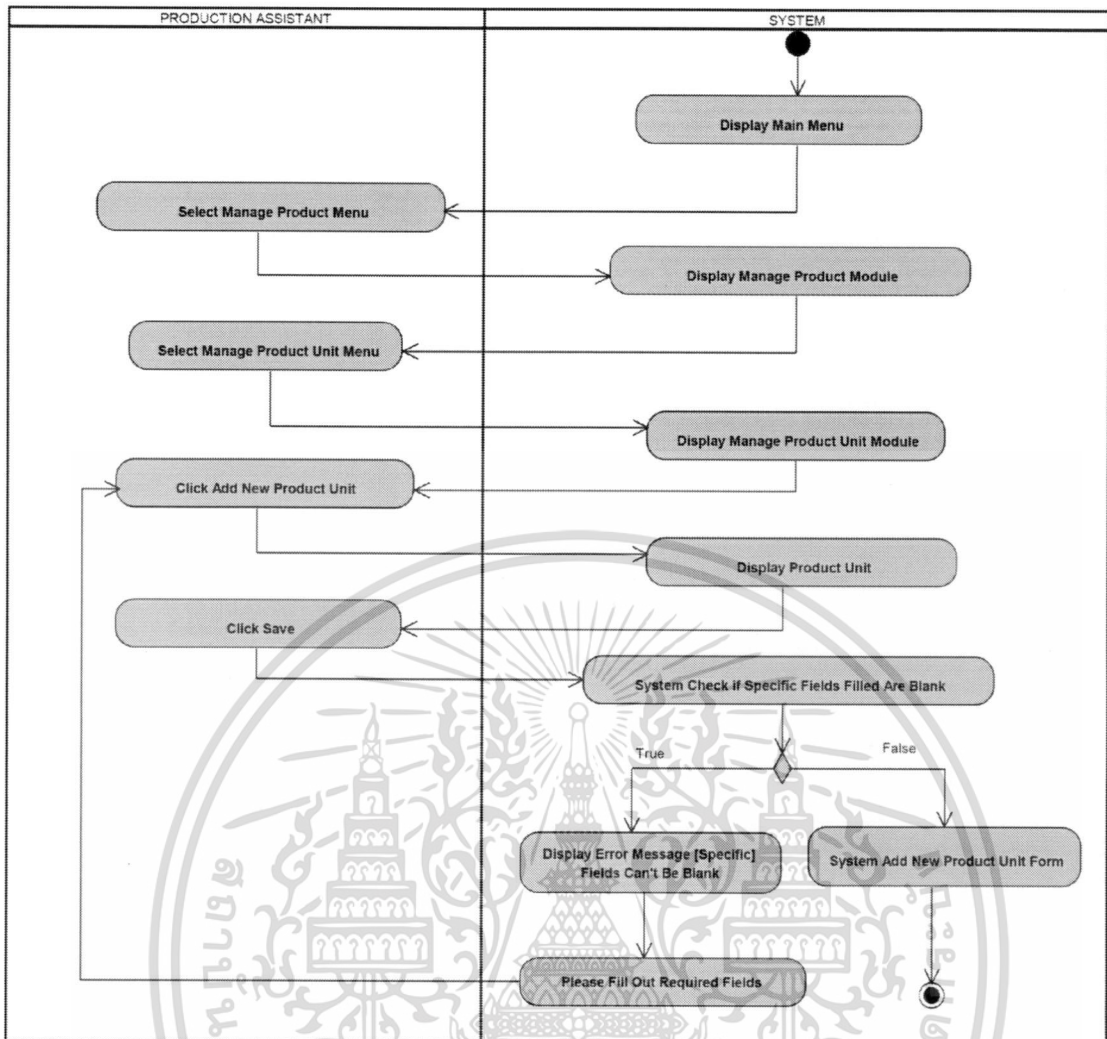 PRODUCTION ASSISTANT
SYSTEM
Display Main Menu
Select Manage Product Menu
Display Manage Product Module
Select Manage Product Unit Menu
Display Manage Product Unit Module
Click Add New Product Unit
Display Product Unit
Click Save
System Check if Specific Fields Filled Are Blank
True
False
Display Error Message [Specific]
Fields Can't Be Blank
System Add New Product Unit Form
Please Fill Out Required Fields